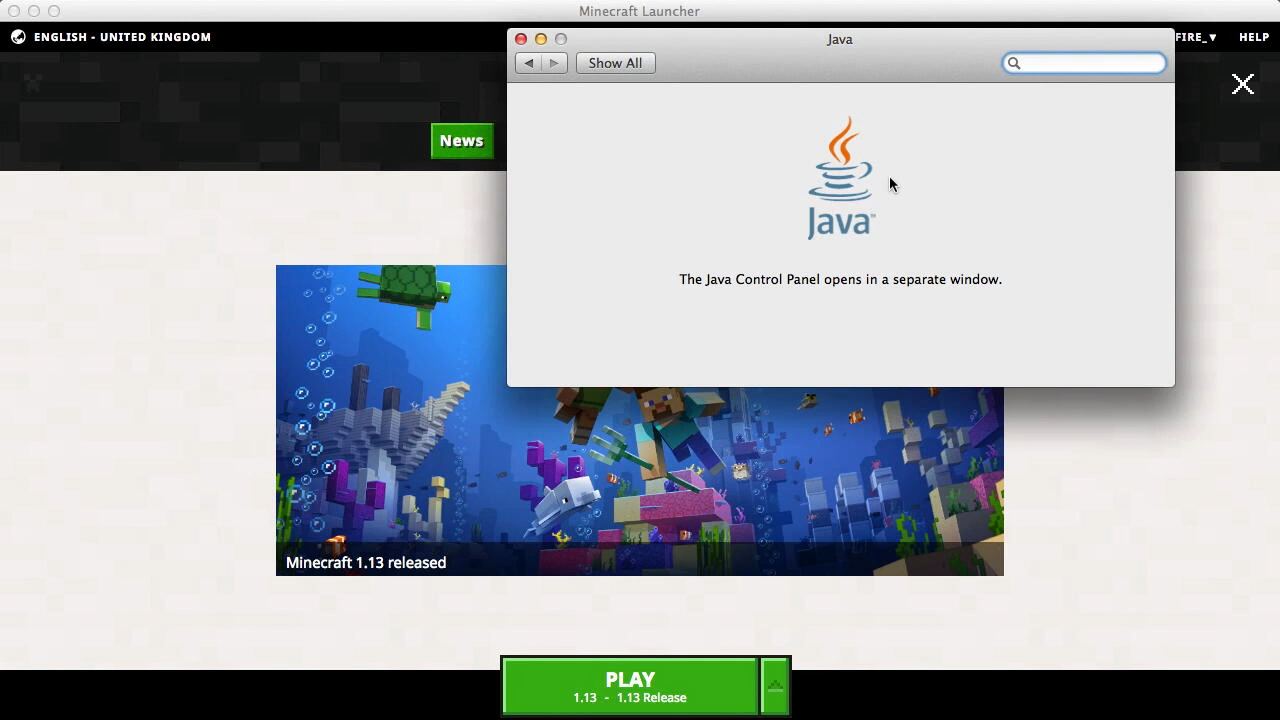 Minecraft Launcher
ENGLISH - UNITED KINGDOM
FIRE_▾
HELP
Java
Show All
News
Java™
The Java Control Panel opens in a separate window.
Minecraft 1.13 released
PLAY
1.13 - 1.13 Release